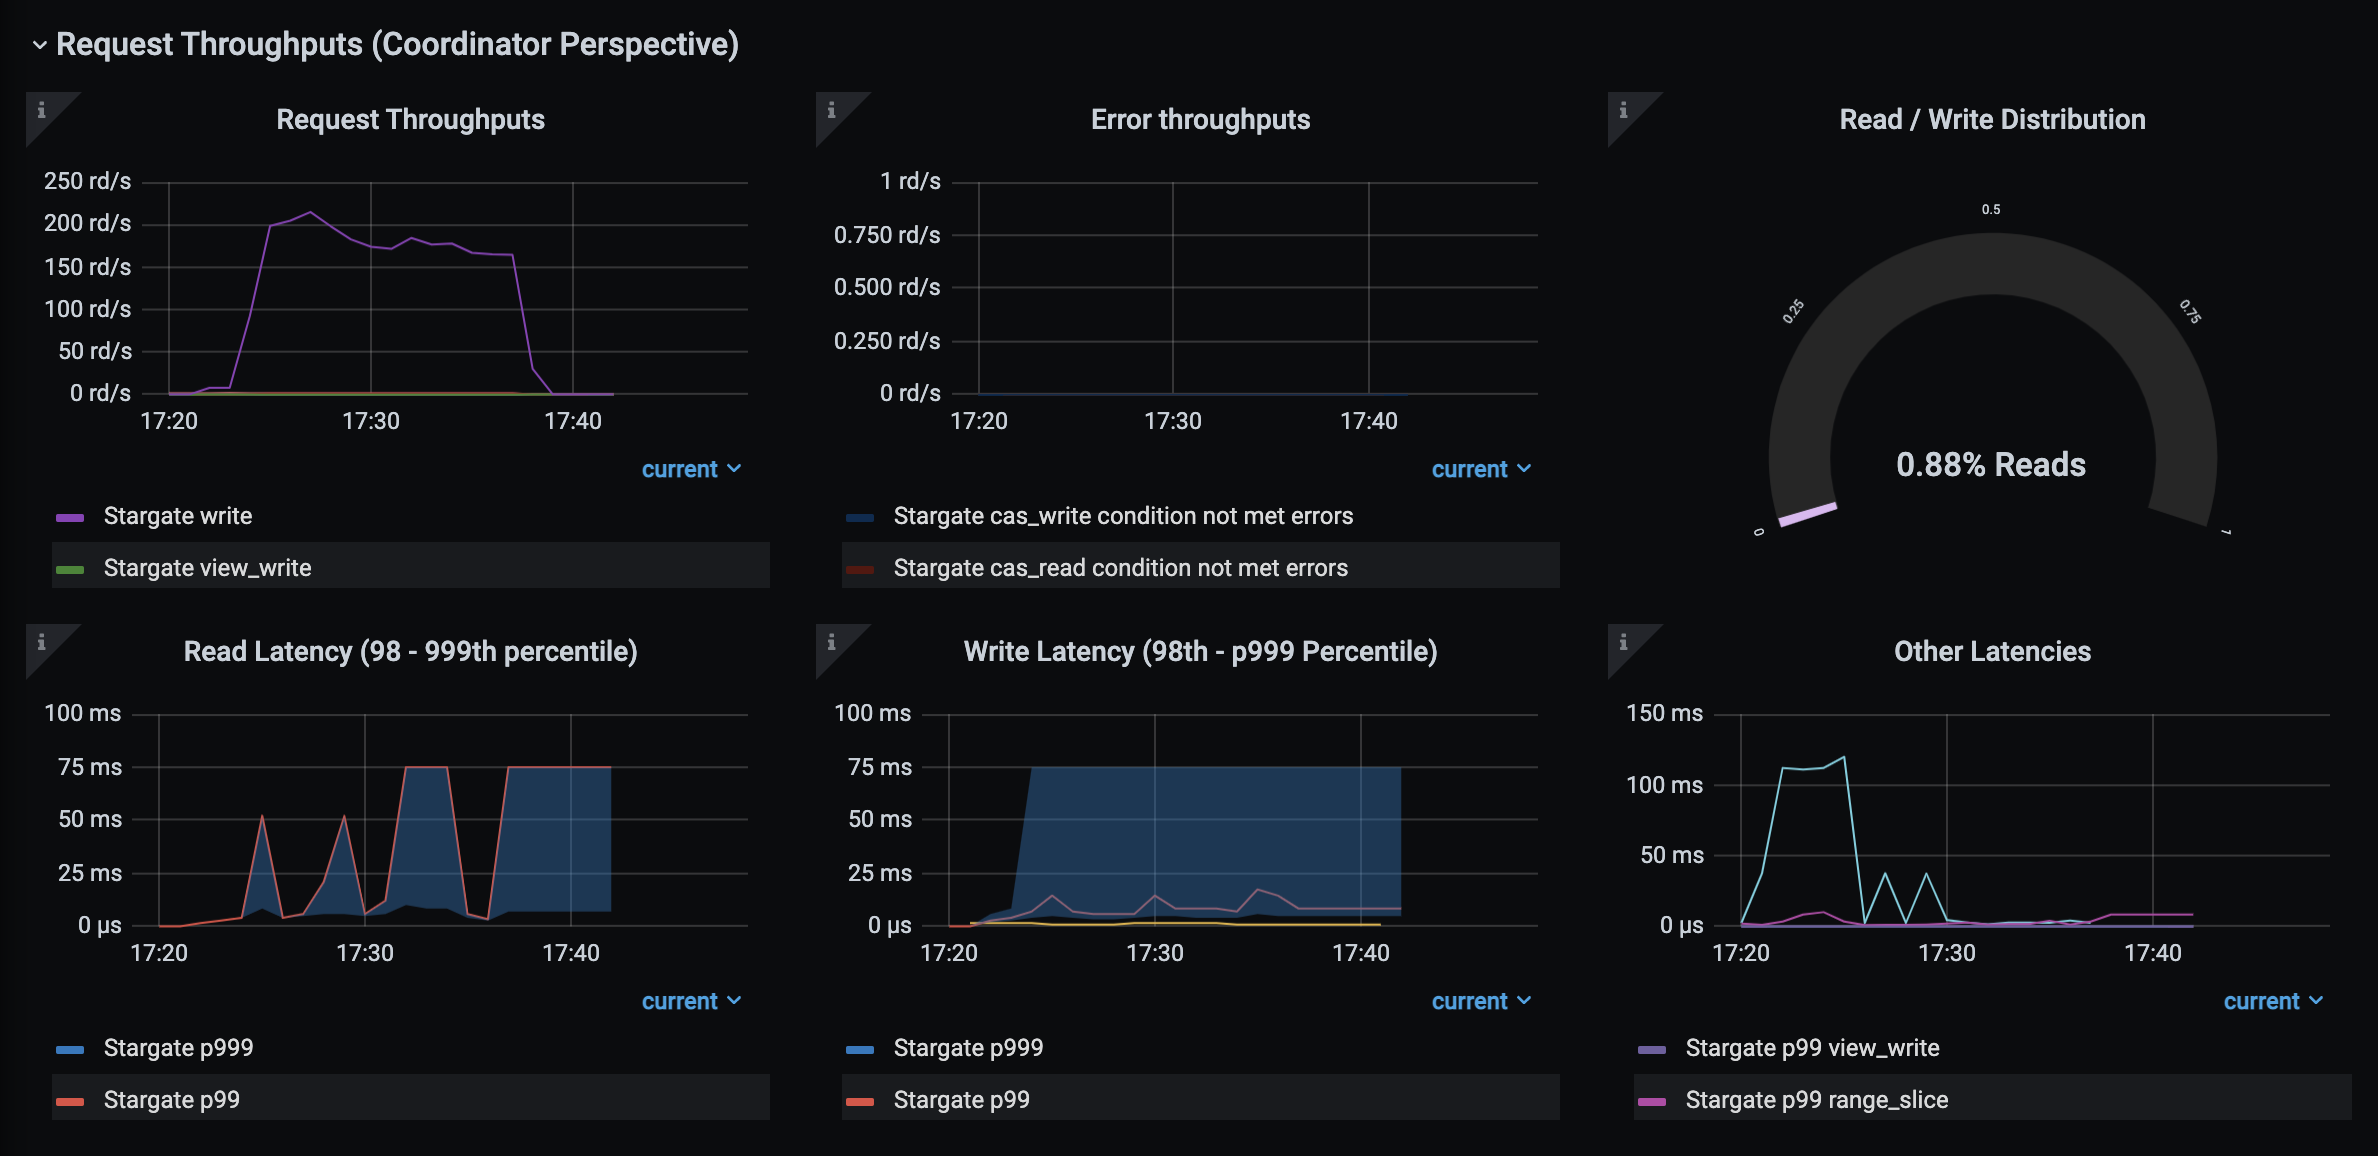 Request Throughputs (Coordinator Perspective)
Request Throughputs
250 rd/s
200 rd/s
150 rd/s
100 rd/s
50 rd/s
0 rd/s
17:20 17:30 17:40
current
Stargate write
Stargate view_write
Error throughputs
1 rd/s
0.750 rd/s
0.500 rd/s
0.250 rd/s
0 rd/s
17:20 17:30 17:40
current
Stargate cas_write condition not met errors
Stargate cas_read condition not met errors
Read / Write Distribution
0.5
0.25 0.75
0.88% Reads
0 1
Read Latency (98 - 999th percentile)
100 ms
75 ms
50 ms
25 ms
0 µs
17:20 17:30 17:40
current
Stargate p999
Stargate p99
Write Latency (98th - p999 Percentile)
100 ms
75 ms
50 ms
25 ms
0 µs
17:20 17:30 17:40
current
Stargate p999
Stargate p99
Other Latencies
150 ms
100 ms
50 ms
0 µs
17:20 17:30 17:40
current
Stargate p99 view_write
Stargate p99 range_slice